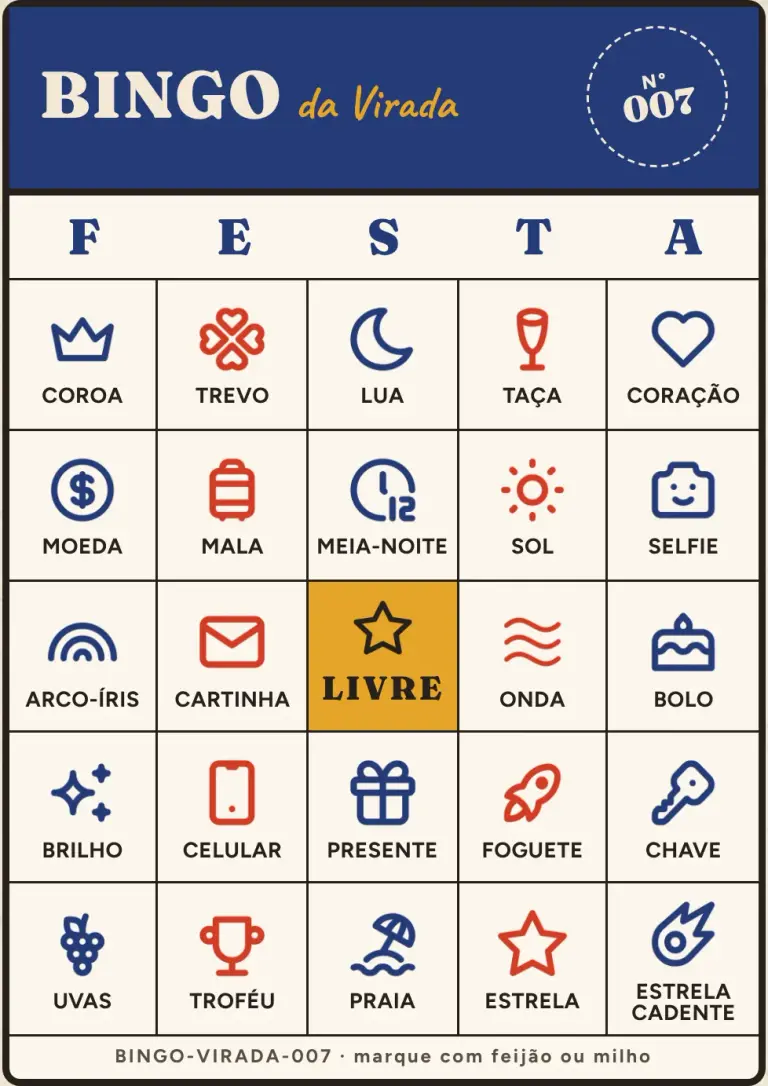 BINGO da Virada
N° 007
F E S T A
COROA TREVO LUA TAÇA CORAÇÃO
$
12
MOEDA MALA MEIA-NOITE SOL SELFIE
ARCO-ÍRIS CARTINHA LIVRE ONDA BOLO
BRILHO CELULAR PRESENTE FOGUETE CHAVE
UVAS TROFÉU PRAIA ESTRELA ESTRELA CADENTE
BINGO-VIRADA-007 · marque com feijão ou milho